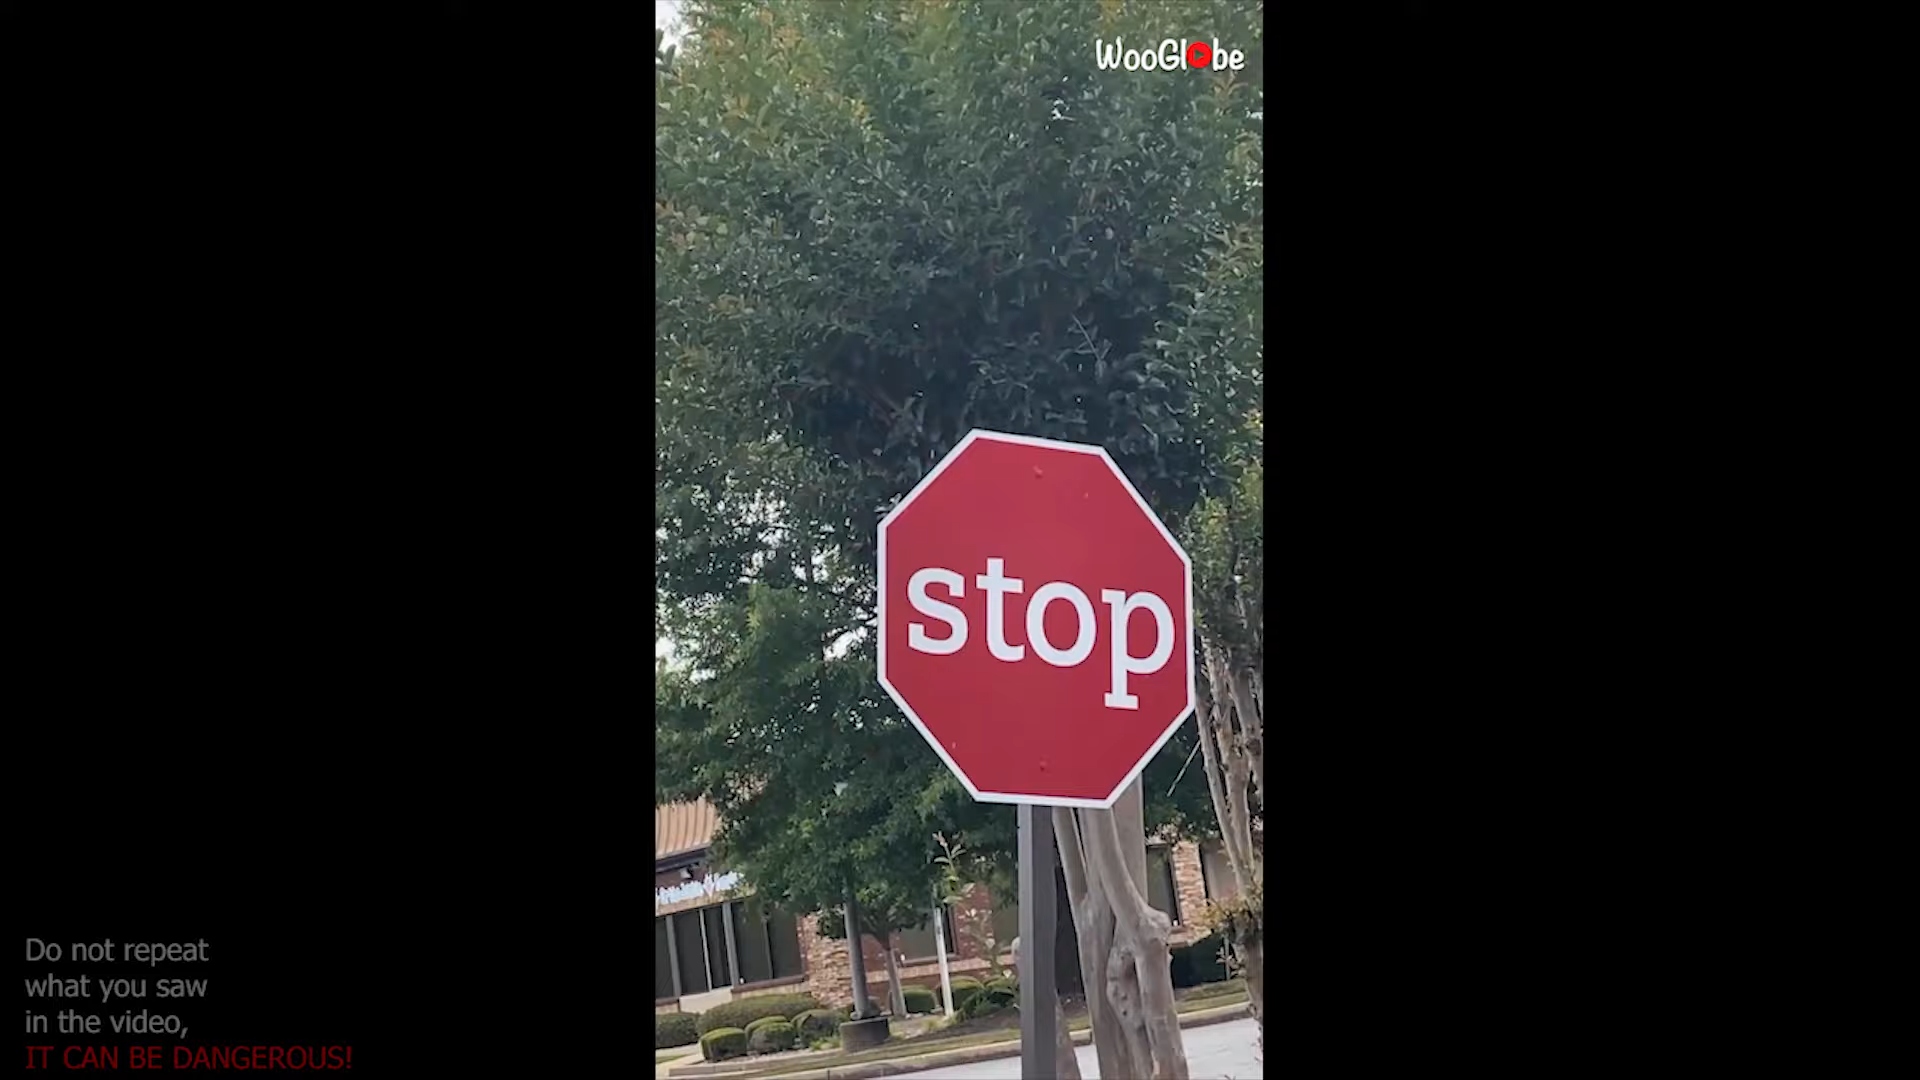 WooGlobe
stop
Do not repeat
what you saw
in the video,
IT CAN BE DANGEROUS!